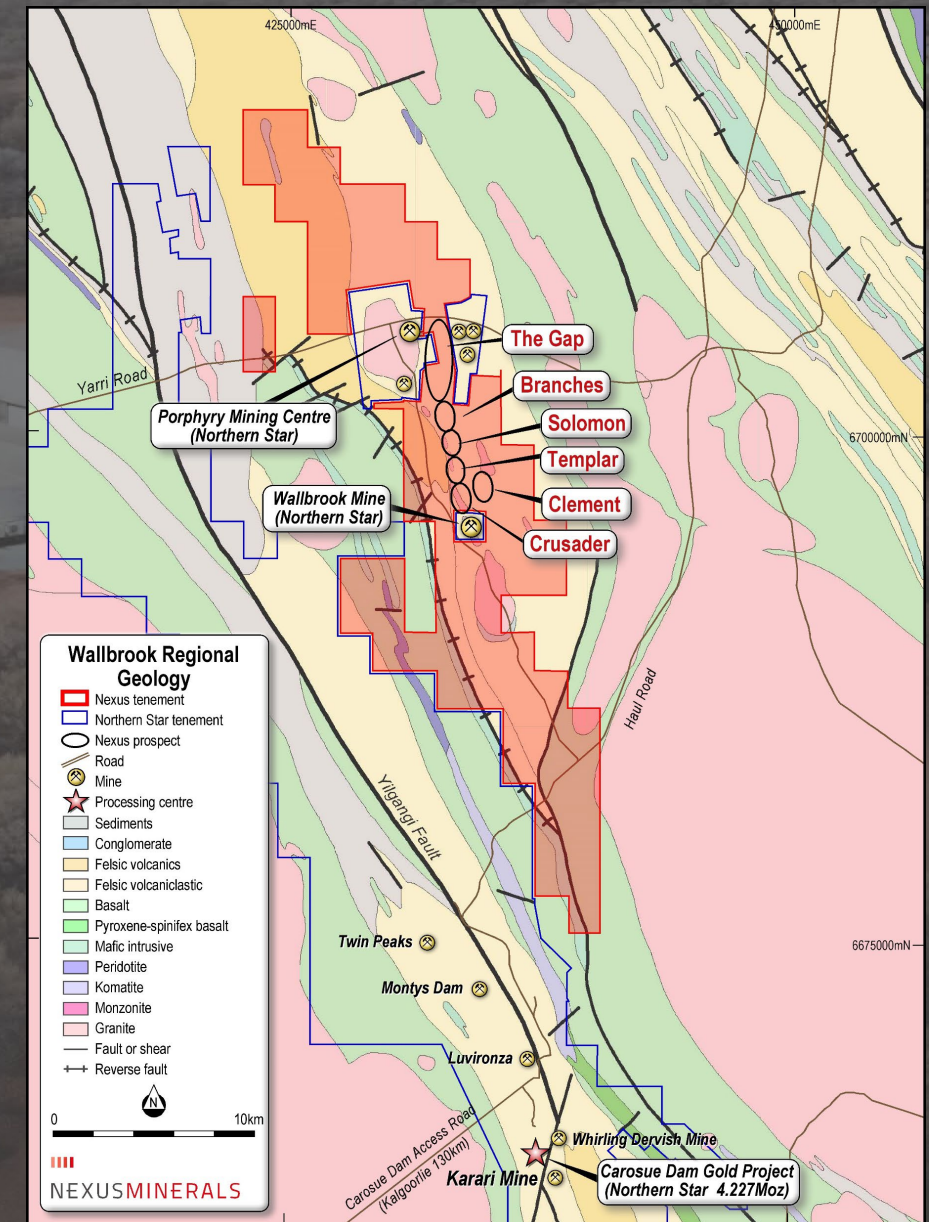 425000mE
450000mE
The Gap
Yarri Road
Branches
Porphyry Mining Centre
(Northern Star)
Solomon
6700000mN
Templar
Wallbrook Mine
(Northern Star)
Clement
Crusader
Wallbrook Regional
Geology
Nexus tenement
Northern Star tenement
Nexus prospect
Road
Mine
Processing centre
Sediments
Conglomerate
Felsic volcanics
Felsic volcaniclastic
Basalt
Pyroxene-spinifex basalt
Mafic intrusive
Peridotite
Komatite
Monzonite
Granite
Fault or shear
Reverse fault
N
0 10km
NEXUSMINERALS
Haul Road
Yilgangi Fault
Twin Peaks
6675000mN
Montys Dam
Luvironza
Carosue Dam Access Road
(Kalgoorlie 130km)
Whirling Dervish Mine
Karari Mine
Carosue Dam Gold Project
(Northern Star 4.227Moz)